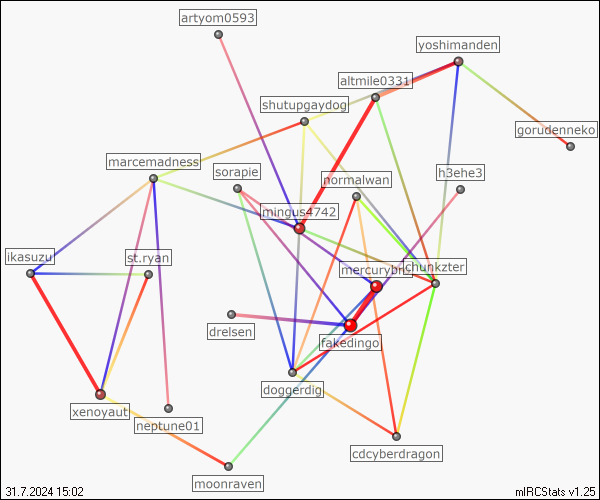 artyom0593
yoshimanden
altmile0331
shutupgaydog
gorudenneko
marcemadness
sorapie
normalwan
h3ehe3
mingus4742
ikasuzu
st.ryan
chunkzter
drelsen
fakedingo
doggerdig
xenoyaut
neptune01
cdcyberdragon
moonraven
31.7.2024 15:02
mIRCStats v1.25